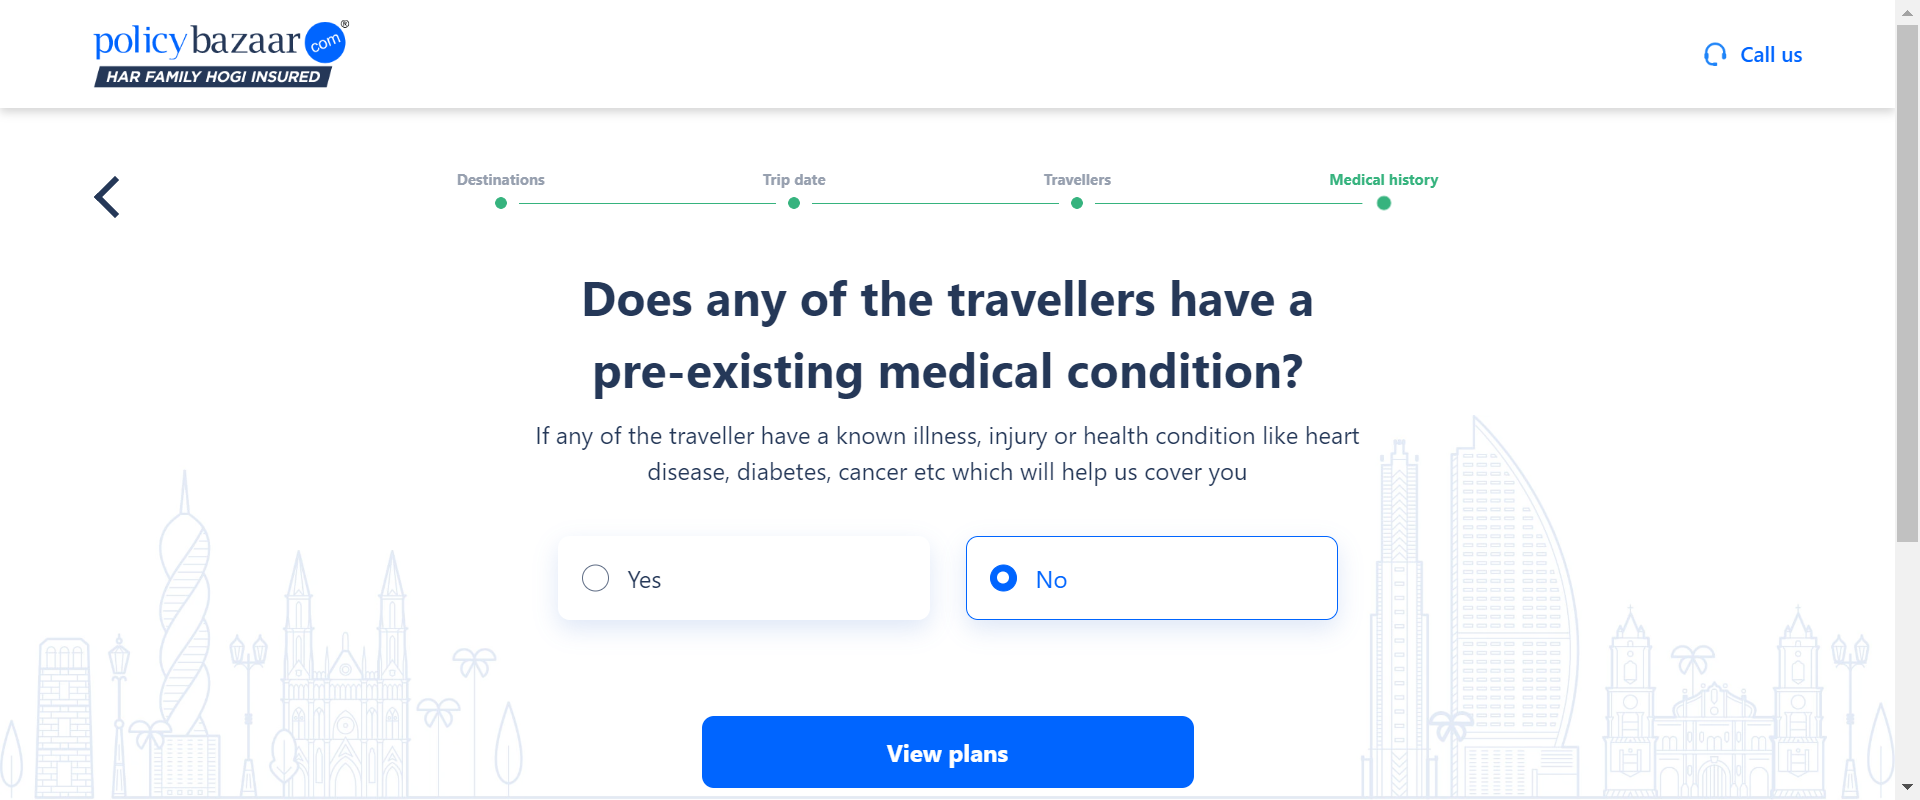 policybazaar com ®
HAR FAMILY HOGI INSURED
Call us
Destinations
Trip date
Travellers
Medical history
Does any of the travellers have a
pre-existing medical condition?
If any of the traveller have a known illness, injury or health condition like heart
disease, diabetes, cancer etc which will help us cover you
Yes
No
View plans